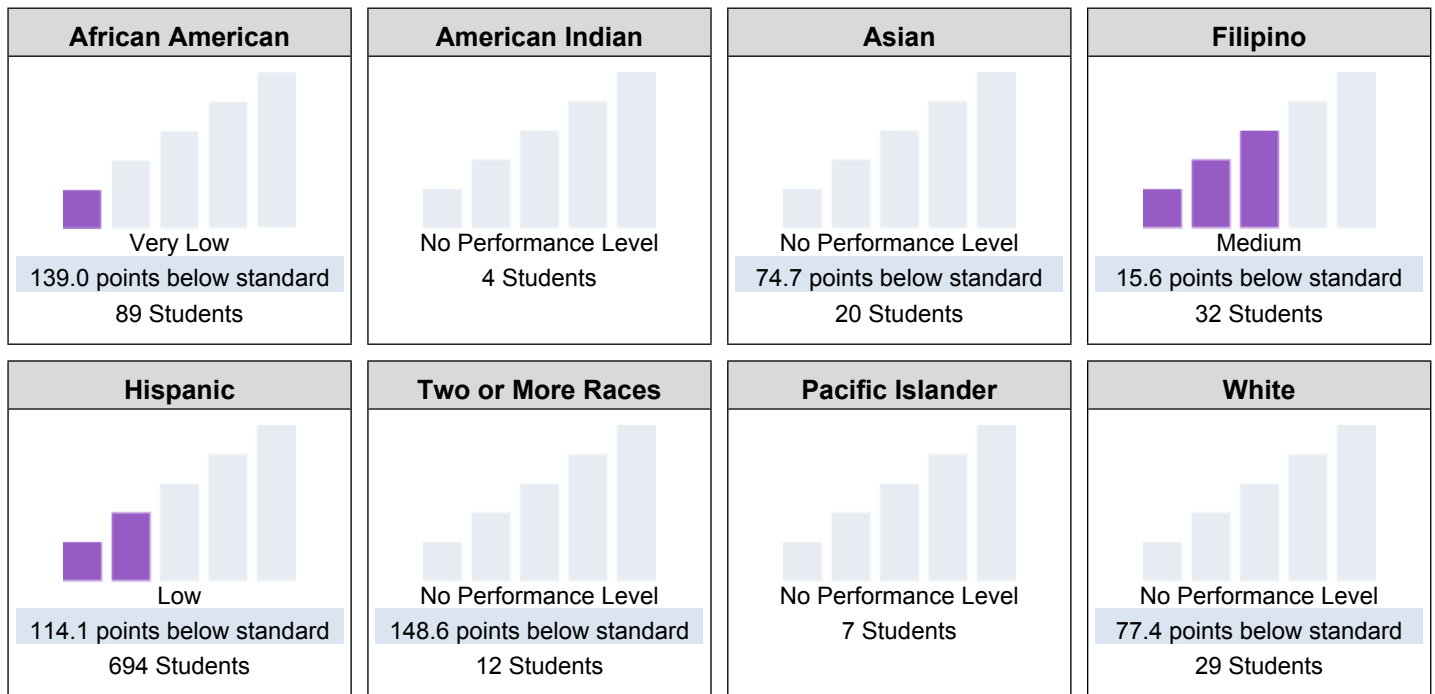 African American
Very Low
139.0 points below standard
89 Students
American Indian
No Performance Level
4 Students
Asian
No Performance Level
74.7 points below standard
20 Students
Filipino
Medium
15.6 points below standard
32 Students
Hispanic
Low
114.1 points below standard
694 Students
Two or More Races
No Performance Level
148.6 points below standard
12 Students
Pacific Islander
No Performance Level
7 Students
White
No Performance Level
77.4 points below standard
29 Students